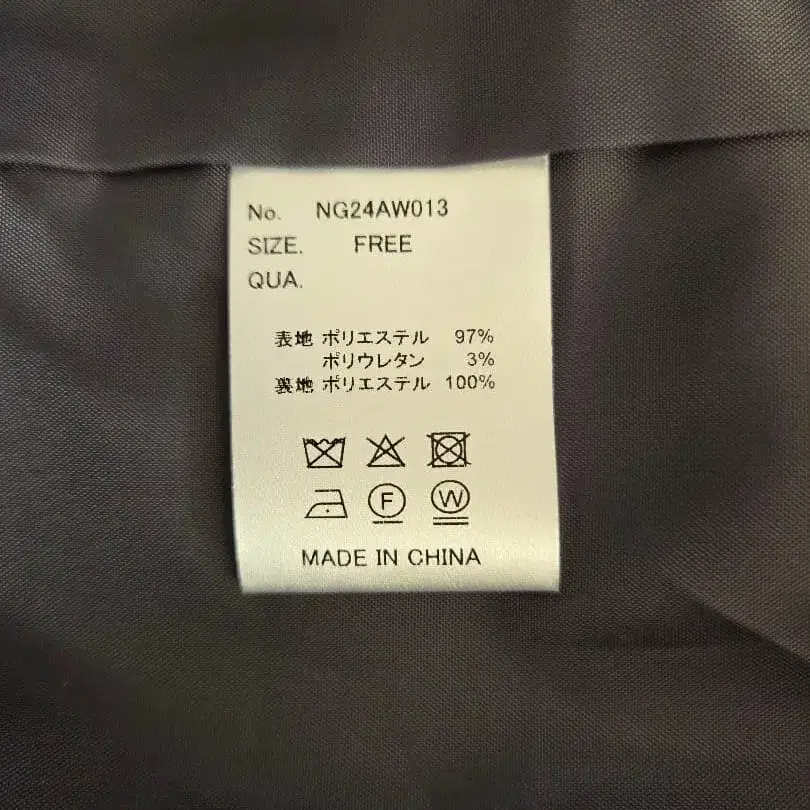 No. NG24AW013
SIZE. FREE
QUA.
表地 ポリエステル 97%
ポリウレタン 3%
裏地 ポリエステル 100%
F W
MADE IN CHINA